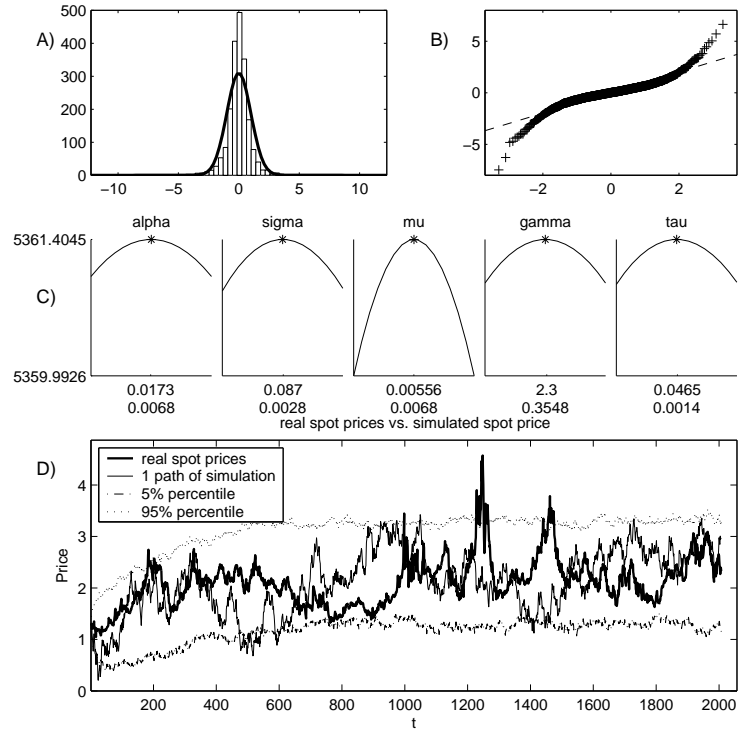 A)
500
400
300
200
100
0
−10 −5 0 5 10
B)
5
0
−5
−2 0 2
C)
alpha sigma mu gamma tau
5361.4045
5359.9926
0.0173 0.087 0.00556 2.3 0.0465
0.0068 0.0028 0.0068 0.3548 0.0014
real spot prices vs. simulated spot price
D)
real spot prices
1 path of simulation
5% percentile
95% percentile
Price
4
3
2
1
0
200 400 600 800 1000 1200 1400 1600 1800 2000
t